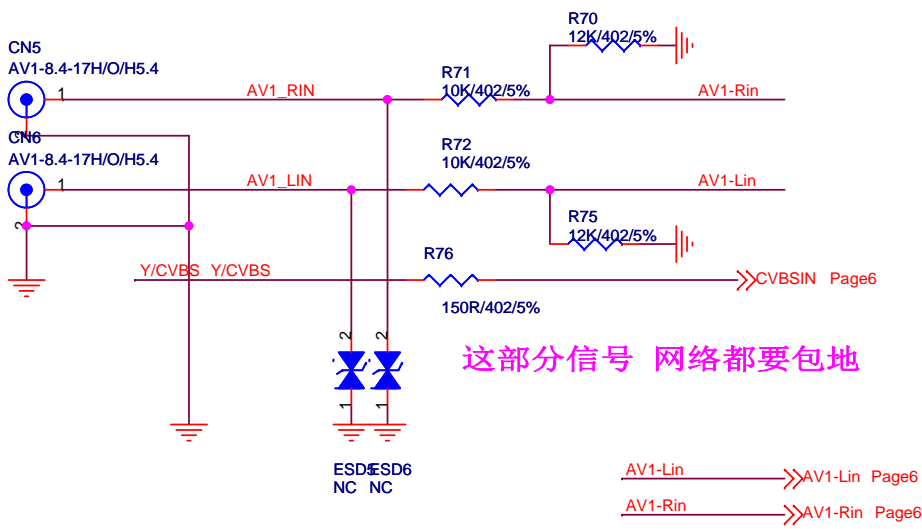 R70
12K/402/5%
CN5
AV1-8.4-17H/O/H5.4
1
AV1_RIN
R71
10K/402/5%
AV1-Rin
2
CN6
AV1-8.4-17H/O/H5.4
R72
10K/402/5%
1
AV1_LIN
AV1-Lin
2
R75
12K/402/5%
Y/CVBS Y/CVBS
R76
150R/402/5%
CVBSIN Page6
2 2
这部分信号 网络都要包地
1 1
ESD5 ESD6
NC NC
AV1-Lin
AV1-Lin Page6
AV1-Rin
AV1-Rin Page6